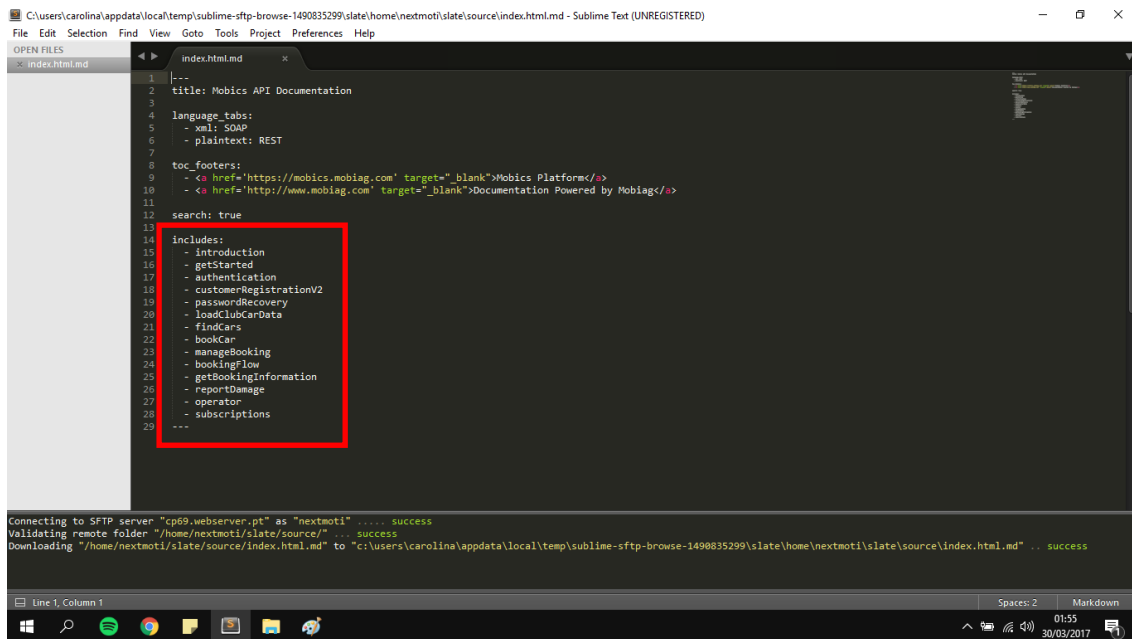 C:\users\carolina\appdata\local\temp\sublime-sftp-browse-1490835299\slate\home\nextmoti\slate\source\index.html.md - Sublime Text (UNREGISTERED)
File Edit Selection Find View Goto Tools Project Preferences Help
OPEN FILES
index.html.md
index.html.md
1 ---
2 title: Mobics API Documentation
3
4 language_tabs:
5 - xml: SOAP
6 - plaintext: REST
7
8 toc_footers:
9 - <a href='https://mobics.mobiag.com' target="_blank">Mobics Platform</a>
10 - <a href='http://www.mobiag.com' target="_blank">Documentation Powered by Mobiag</a>
11
12 search: true
13
14 includes:
15 - introduction
16 - getStarted
17 - authentication
18 - customerRegistrationV2
19 - passwordRecovery
20 - loadClubCarData
21 - findCars
22 - bookCar
23 - manageBooking
24 - bookingFlow
25 - getBookingInformation
26 - reportDamage
27 - operator
28 - subscriptions
29 ---
Connecting to SFTP server "cp69.webserver.pt" as "nextmoti" ..... success
Validating remote folder "/home/nextmoti/slate/source/" ... success
Downloading "/home/nextmoti/slate/source/index.html.md" to "c:\users\carolina\appdata\local\temp\sublime-sftp-browse-1490835299\slate\home\nextmoti\slate\source\index.html.md" .. success
Line 1, Column 1
Spaces: 2
Markdown
01:55
30/03/2017